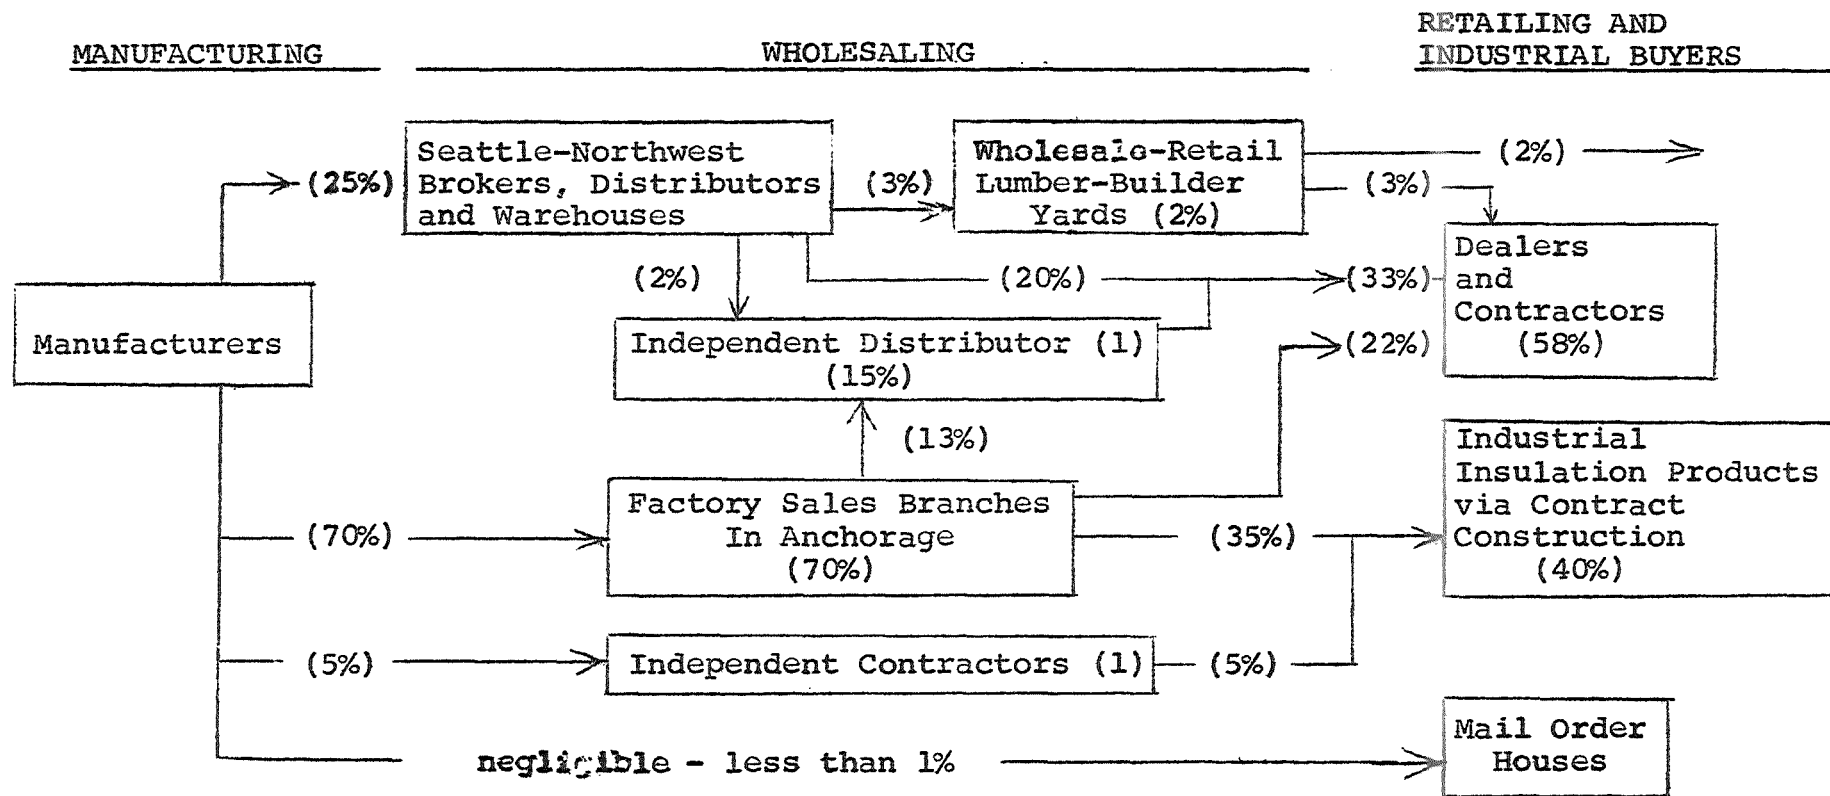 MANUFACTURING
WHOLESALING
RETAILING AND
INDUSTRIAL BUYERS
Manufacturers
(25%)
Seattle-Northwest
Brokers, Distributors
and Warehouses
(3%)
Wholesale-Retail
Lumber-Builder
Yards (2%)
(2%)
(3%)
(2%)
(20%)
(33%)
Dealers
and
Contractors
(58%)
Independent Distributor (1)
(15%)
(22%)
(13%)
(70%)
Factory Sales Branches
In Anchorage
(70%)
(35%)
Industrial
Insulation Products
via Contract
Construction
(40%)
(5%)
Independent Contractors (1)
(5%)
negligible - less than 1%
Mail Order
Houses